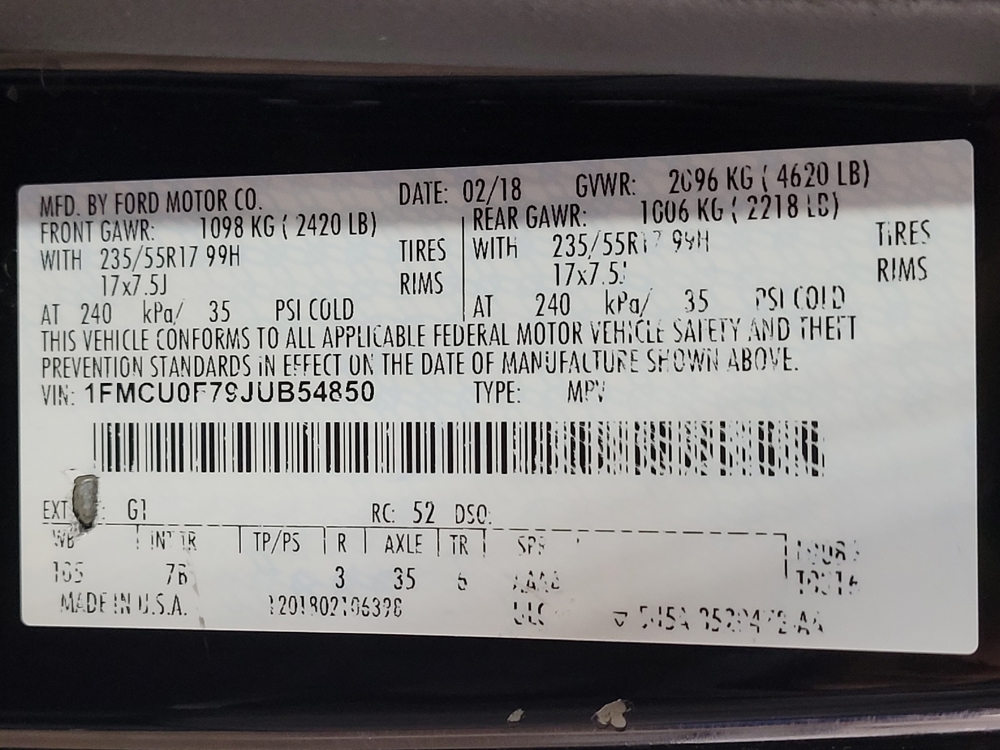 MFD. BY FORD MOTOR CO. DATE: 02/18 GVWR: 2096 KG ( 4620 LB)
FRONT GAWR: 1098 KG ( 2420 LB) REAR GAWR: 1006 KG ( 2218 LB)
WITH 235/55R17 99H TIRES WITH 235/55R17 99H TIRES
17x7.5J RIMS 17x7.5J RIMS
AT 240 kPa/ 35 PSI COLD AT 240 kPa/ 35 PSI COLD
THIS VEHICLE CONFORMS TO ALL APPLICABLE FEDERAL MOTOR VEHICLE SAFETY AND THEFT
PREVENTION STANDARDS IN EFFECT ON THE DATE OF MANUFACTURE SHOWN ABOVE.
VIN: 1FMCU0F79JUB54850 TYPE: MPV
EXT G1 RC: 52 DSO:
WB INT TR TP/PS R AXLE TR SPR
105 3 35 6
MADE IN U.S.A.